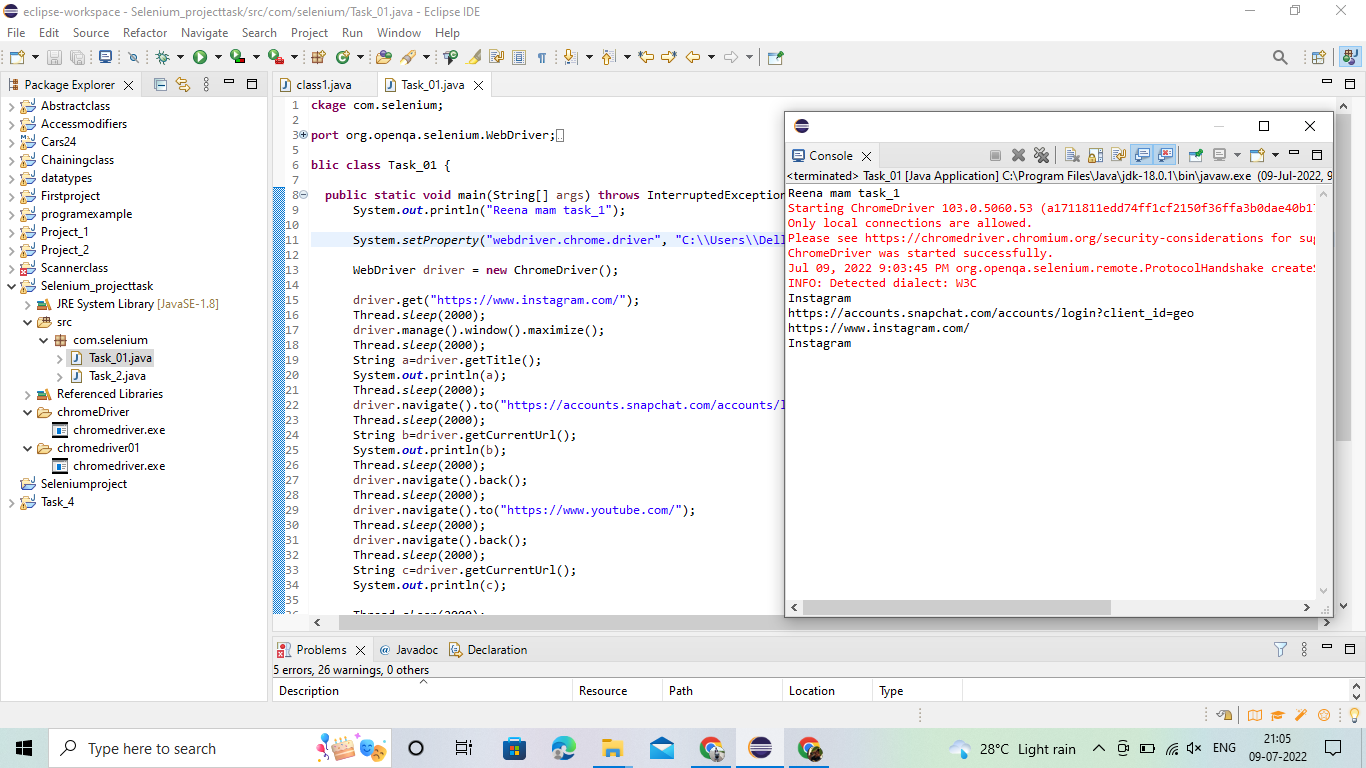 eclipse-workspace - Selenium_projecttask/src/com/selenium/Task_01.java - Eclipse IDE
File Edit Source Refactor Navigate Search Project Run Window Help
Package Explorer
Abstractclass
Accessmodifiers
Cars24
Chainingclass
datatypes
Firstproject
programexample
Project_1
Project_2
Scannerclass
Selenium_projecttask
JRE System Library [JavaSE-1.8]
src
com.selenium
Task_01.java
Task_2.java
Referenced Libraries
chromeDriver
chromedriver.exe
chromedriver01
chromedriver.exe
Seleniumproject
Task_4
class1.java Task_01.java
1 ckage com.selenium;
2
3 port org.openqa.selenium.WebDriver;
5
6 blic class Task_01 {
7
8 public static void main(String[] args) throws InterruptedException
9 System.out.println("Reena mam task_1");
10
11 System.setProperty("webdriver.chrome.driver", "C:\\Users\\Dell
12
13 WebDriver driver = new ChromeDriver();
14
15 driver.get("https://www.instagram.com/");
16 Thread.sleep(2000);
17 driver.manage().window().maximize();
18 Thread.sleep(2000);
19 String a=driver.getTitle();
20 System.out.println(a);
21 Thread.sleep(2000);
22 driver.navigate().to("https://accounts.snapchat.com/accounts/l
23 Thread.sleep(2000);
24 String b=driver.getCurrentUrl();
25 System.out.println(b);
26 Thread.sleep(2000);
27 driver.navigate().back();
28 Thread.sleep(2000);
29 driver.navigate().to("https://www.youtube.com/");
30 Thread.sleep(2000);
31 driver.navigate().back();
32 Thread.sleep(2000);
33 String c=driver.getCurrentUrl();
34 System.out.println(c);
35
36 Thread.sleep(2000);
Console
<terminated> Task_01 [Java Application] C:\Program Files\Java\jdk-18.0.1\bin\javaw.exe (09-Jul-2022, 9
Reena mam task_1
Starting ChromeDriver 103.0.5060.53 (a1711811edd74ff1cf2150f36ffa3b0dae40b17
Only local connections are allowed.
Please see https://chromedriver.chromium.org/security-considerations for sug
ChromeDriver was started successfully.
Jul 09, 2022 9:03:45 PM org.openqa.selenium.remote.ProtocolHandshake createS
INFO: Detected dialect: W3C
Instagram
https://accounts.snapchat.com/accounts/login?client_id=geo
https://www.instagram.com/
Instagram
Problems Javadoc Declaration
5 errors, 26 warnings, 0 others
Description Resource Path Location Type
Type here to search
28°C Light rain
ENG
21:05
09-07-2022